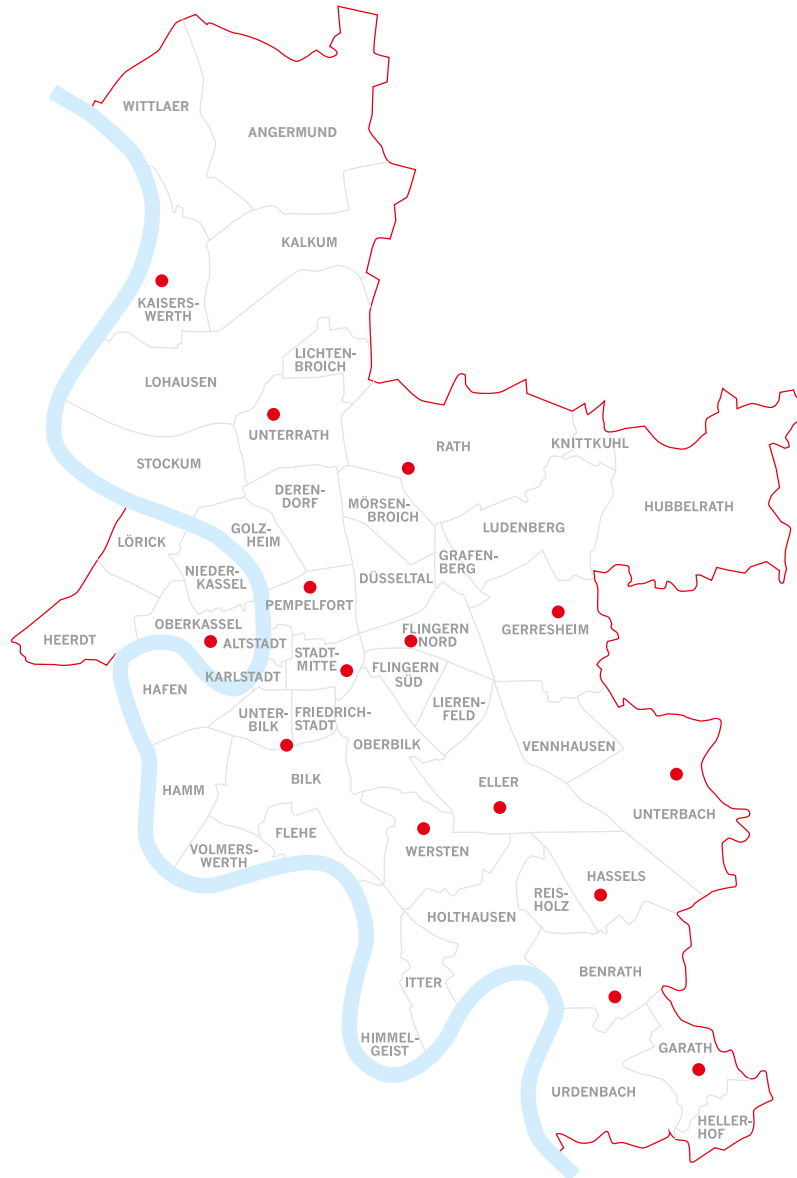 WITTLAER
ANGERMUND
KALKUM
KAISERS-
WERTH
LICHTEN-
BROICH
LOHAUSEN
UNTERRATH
RATH
KNITTKUHL
STOCKUM
DEREN-
DORF
MÖRSEN-
BROICH
HUBBELRATH
LUDENBERG
GOLZ-
HEIM
LÖRICK
GRAFEN-
BERG
NIEDER-
KASSEL
DÜSSELTAL
PEMPELFORT
OBERKASSEL
FLINGERN
NORD
GERRESHEIM
HEERDT
ALTSTADT
STADT-
MITTE
FLINGERN
SÜD
KARLSTADT
HAFEN
LIEREN-
FELD
UNTER-
BILK
FRIEDRICH-
STADT
OBERBILK
VENNHAUSEN
BILK
ELLER
HAMM
UNTERBACH
FLEHE
VOLMERS-
WERTH
WERSTEN
HASSELS
REIS-
HOLZ
HOLTHAUSEN
BENRATH
ITTER
HIMMEL-
GEIST
GARATH
URDENBACH
HELLER-
HOF